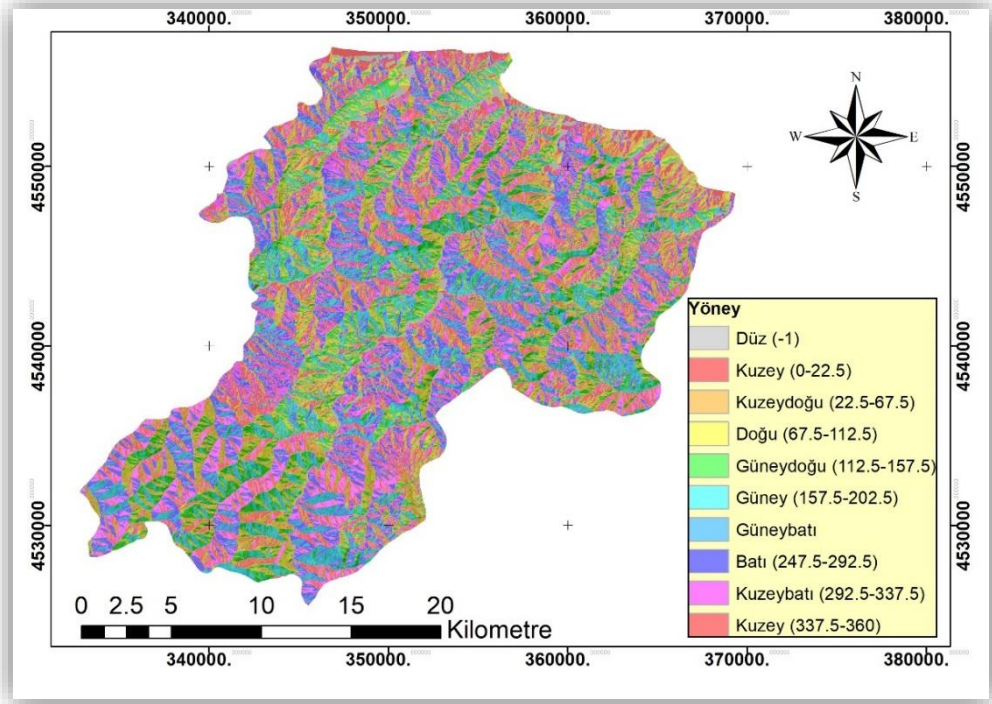 340000. 350000. 360000. 370000. 380000.
N
W E
S
4550000 4550000
Yöney
Düz (-1)
4540000 4540000
Kuzey (0-22.5)
Kuzeydoğu (22.5-67.5)
Doğu (67.5-112.5)
Güneydoğu (112.5-157.5)
Güney (157.5-202.5)
4530000 4530000
Güneybatı
Batı (247.5-292.5)
Kuzeybatı (292.5-337.5)
Kuzey (337.5-360)
0 2.5 5 10 15 20
Kilometre
340000. 350000. 360000. 370000. 380000.